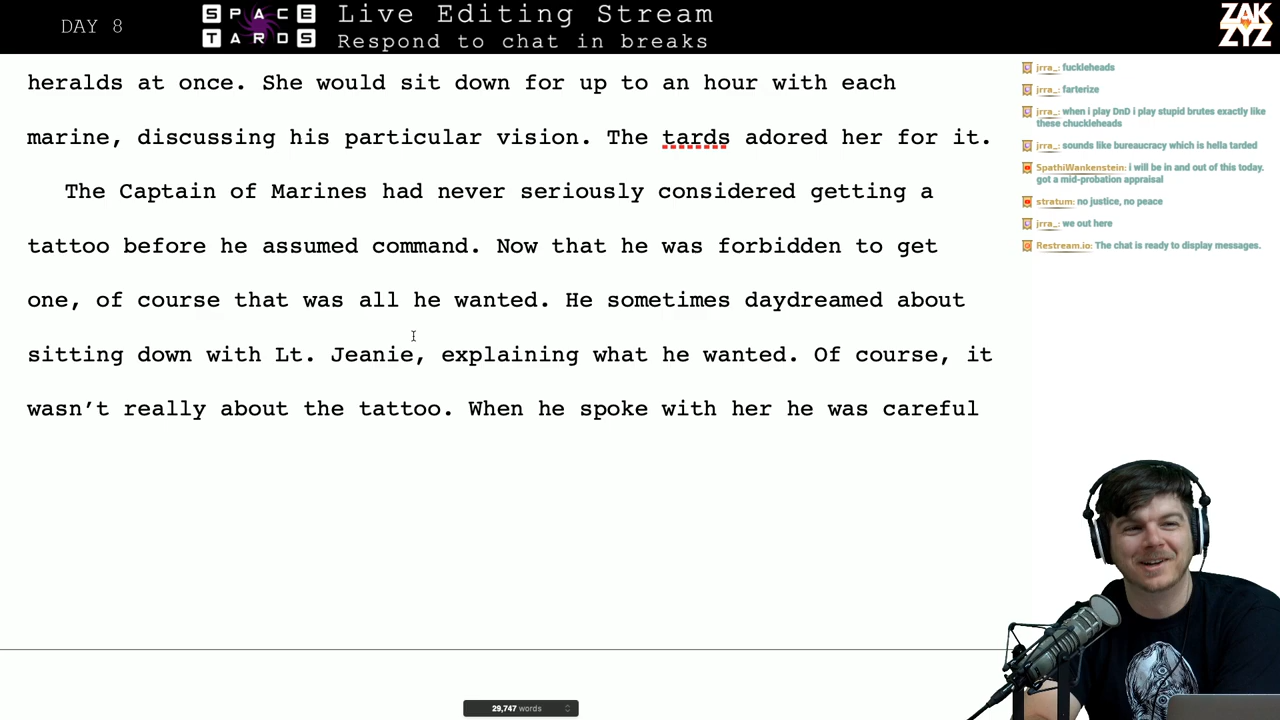 DAY 8
SPACE
TARDS
Live Editing Stream
Respond to chat in breaks
ZAK
ZYZ
heralds at once. She would sit down for up to an hour with each
marine, discussing his particular vision. The tards adored her for it.
The Captain of Marines had never seriously considered getting a
tattoo before he assumed command. Now that he was forbidden to get
one, of course that was all he wanted. He sometimes daydreamed about
sitting down with Lt. Jeanie, explaining what he wanted. Of course, it
wasn’t really about the tattoo. When he spoke with her he was careful
jrra_: fuckleheads
jrra_: farterize
jrra_: when i play DnD i play stupid brutes exactly like
these chuckleheads
jrra_: sounds like bureaucracy which is hella tarded
SpathiWankenstein: i will be in and out of this today.
got a mid-probation appraisal
stratum: no justice, no peace
jrra_: we out here
Restream.io: The chat is ready to display messages.
29,747 words